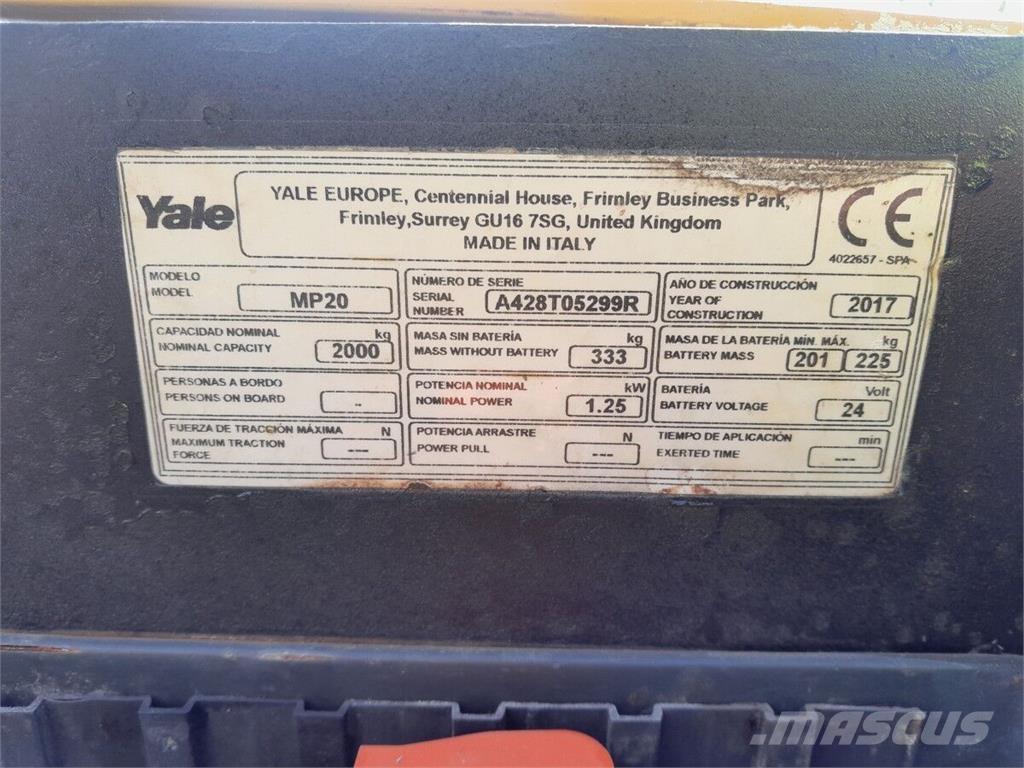 Yale
YALE EUROPE, Centennial House, Frimley Business Park,
Frimley,Surrey GU16 7SG, United Kingdom
MADE IN ITALY
CE
4022657 - SPA
MODELO
MODEL
MP20
NÚMERO DE SERIE
SERIAL
NUMBER
A428T05299R
AÑO DE CONSTRUCCIÓN
YEAR OF
CONSTRUCTION
2017
CAPACIDAD NOMINAL kg
NOMINAL CAPACITY 2000
MASA SIN BATERÍA kg
MASS WITHOUT BATTERY 333
MASA DE LA BATERÍA MÍN. MÁX. kg
BATTERY MASS 201 225
PERSONAS A BORDO
PERSONS ON BOARD -
POTENCIA NOMINAL kW
NOMINAL POWER 1.25
BATERÍA Volt
BATTERY VOLTAGE 24
FUERZA DE TRACCIÓN MÁXIMA N
MAXIMUM TRACTION ---
FORCE
POTENCIA ARRASTRE N
POWER PULL ---
TIEMPO DE APLICACIÓN min
EXERTED TIME ---
MASCUS